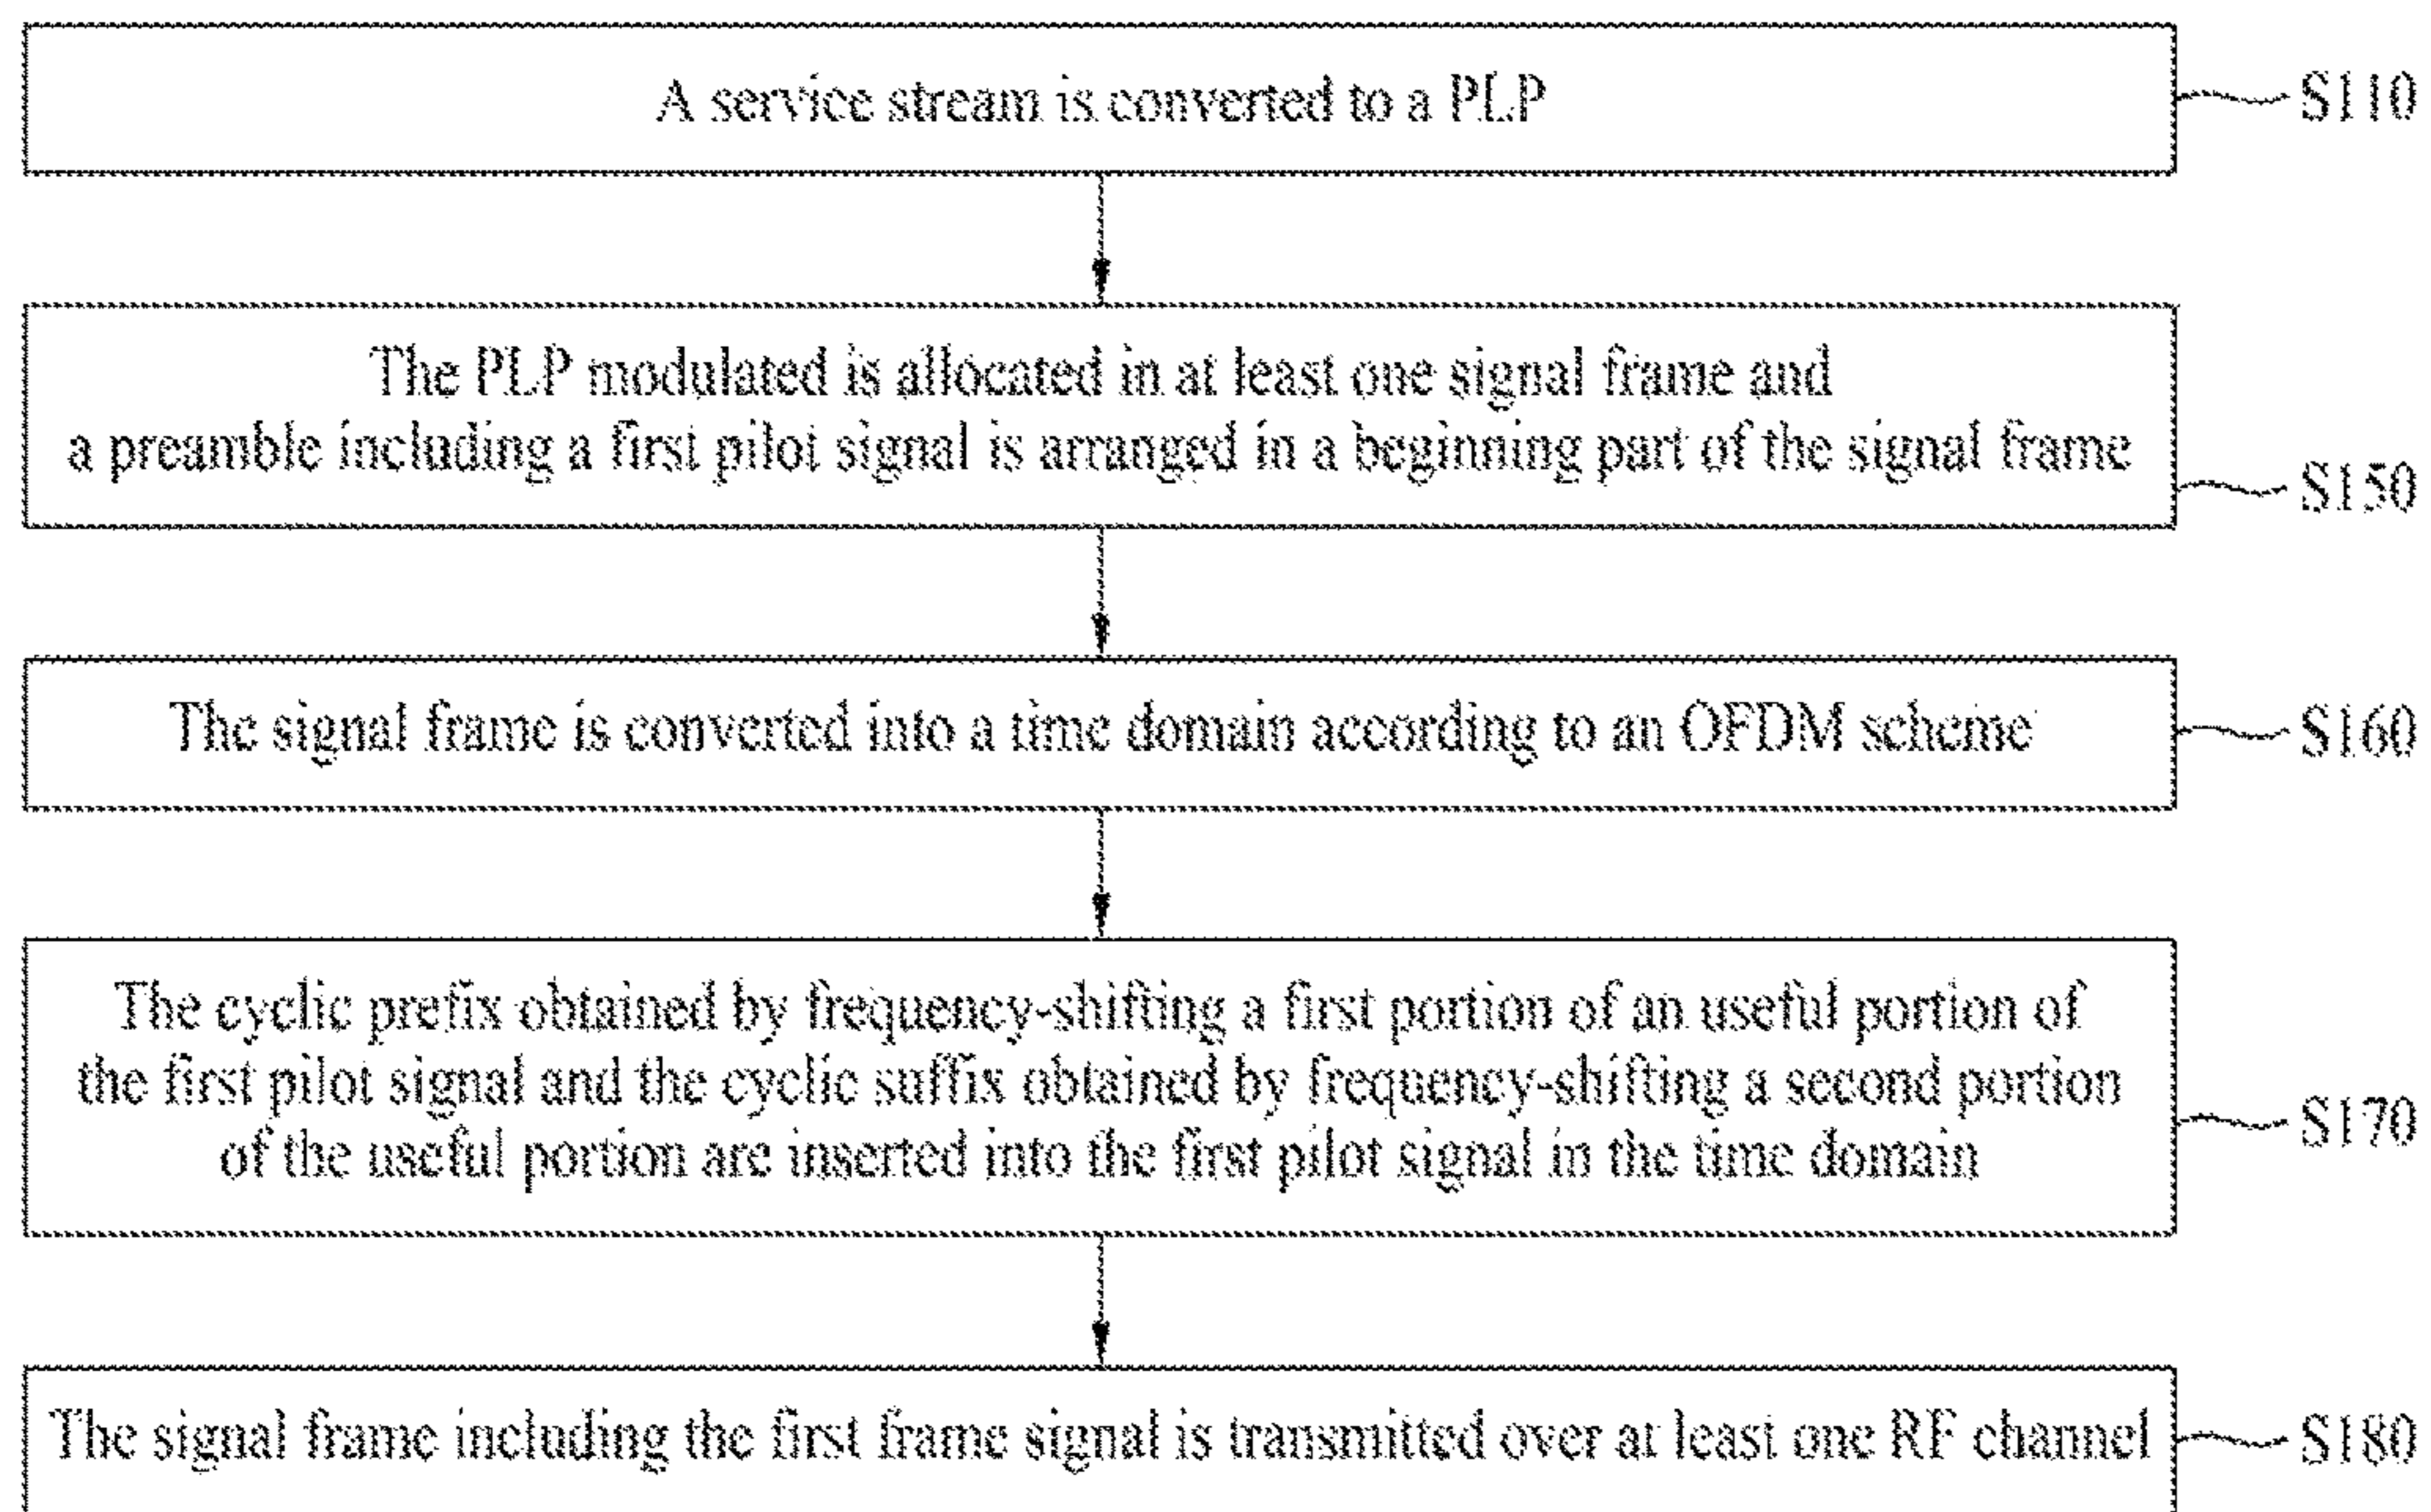 A service stream is converted to a PLP
S110
The PLP modulated is allocated in at least one signal frame and
a preamble including a first pilot signal is arranged in a beginning part of the signal frame
S150
The signal frame is converted into a time domain according to an OFDM scheme
S160
The cyclic prefix obtained by frequency-shifting a first portion of an useful portion of
the first pilot signal and the cyclic suffix obtained by frequency-shifting a second portion
of the useful portion are inserted into the first pilot signal in the time domain
S170
The signal frame including the first frame signal is transmitted over at least one RF channel
S180